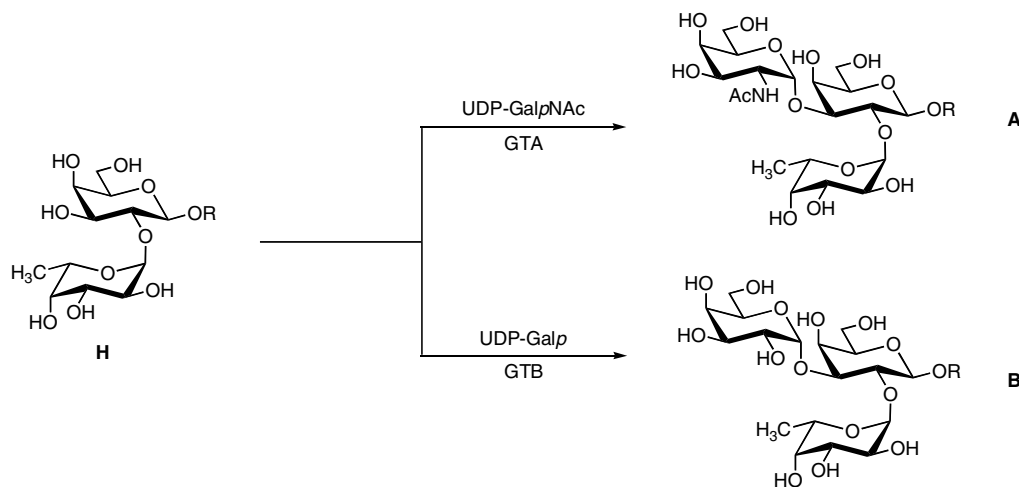 HO OH
O
HO OH
HO
O
AcNH
O OR
O
H₃C O
OH
OH
HO
A
UDP-GalpNAc
GTA
HO OH
O
HO OR
O
H₃C O
OH
OH
HO
H
UDP-Galp
GTB
HO OH
O
HO OH
HO
O
OH
O OR
O
H₃C O
OH
OH
HO
B